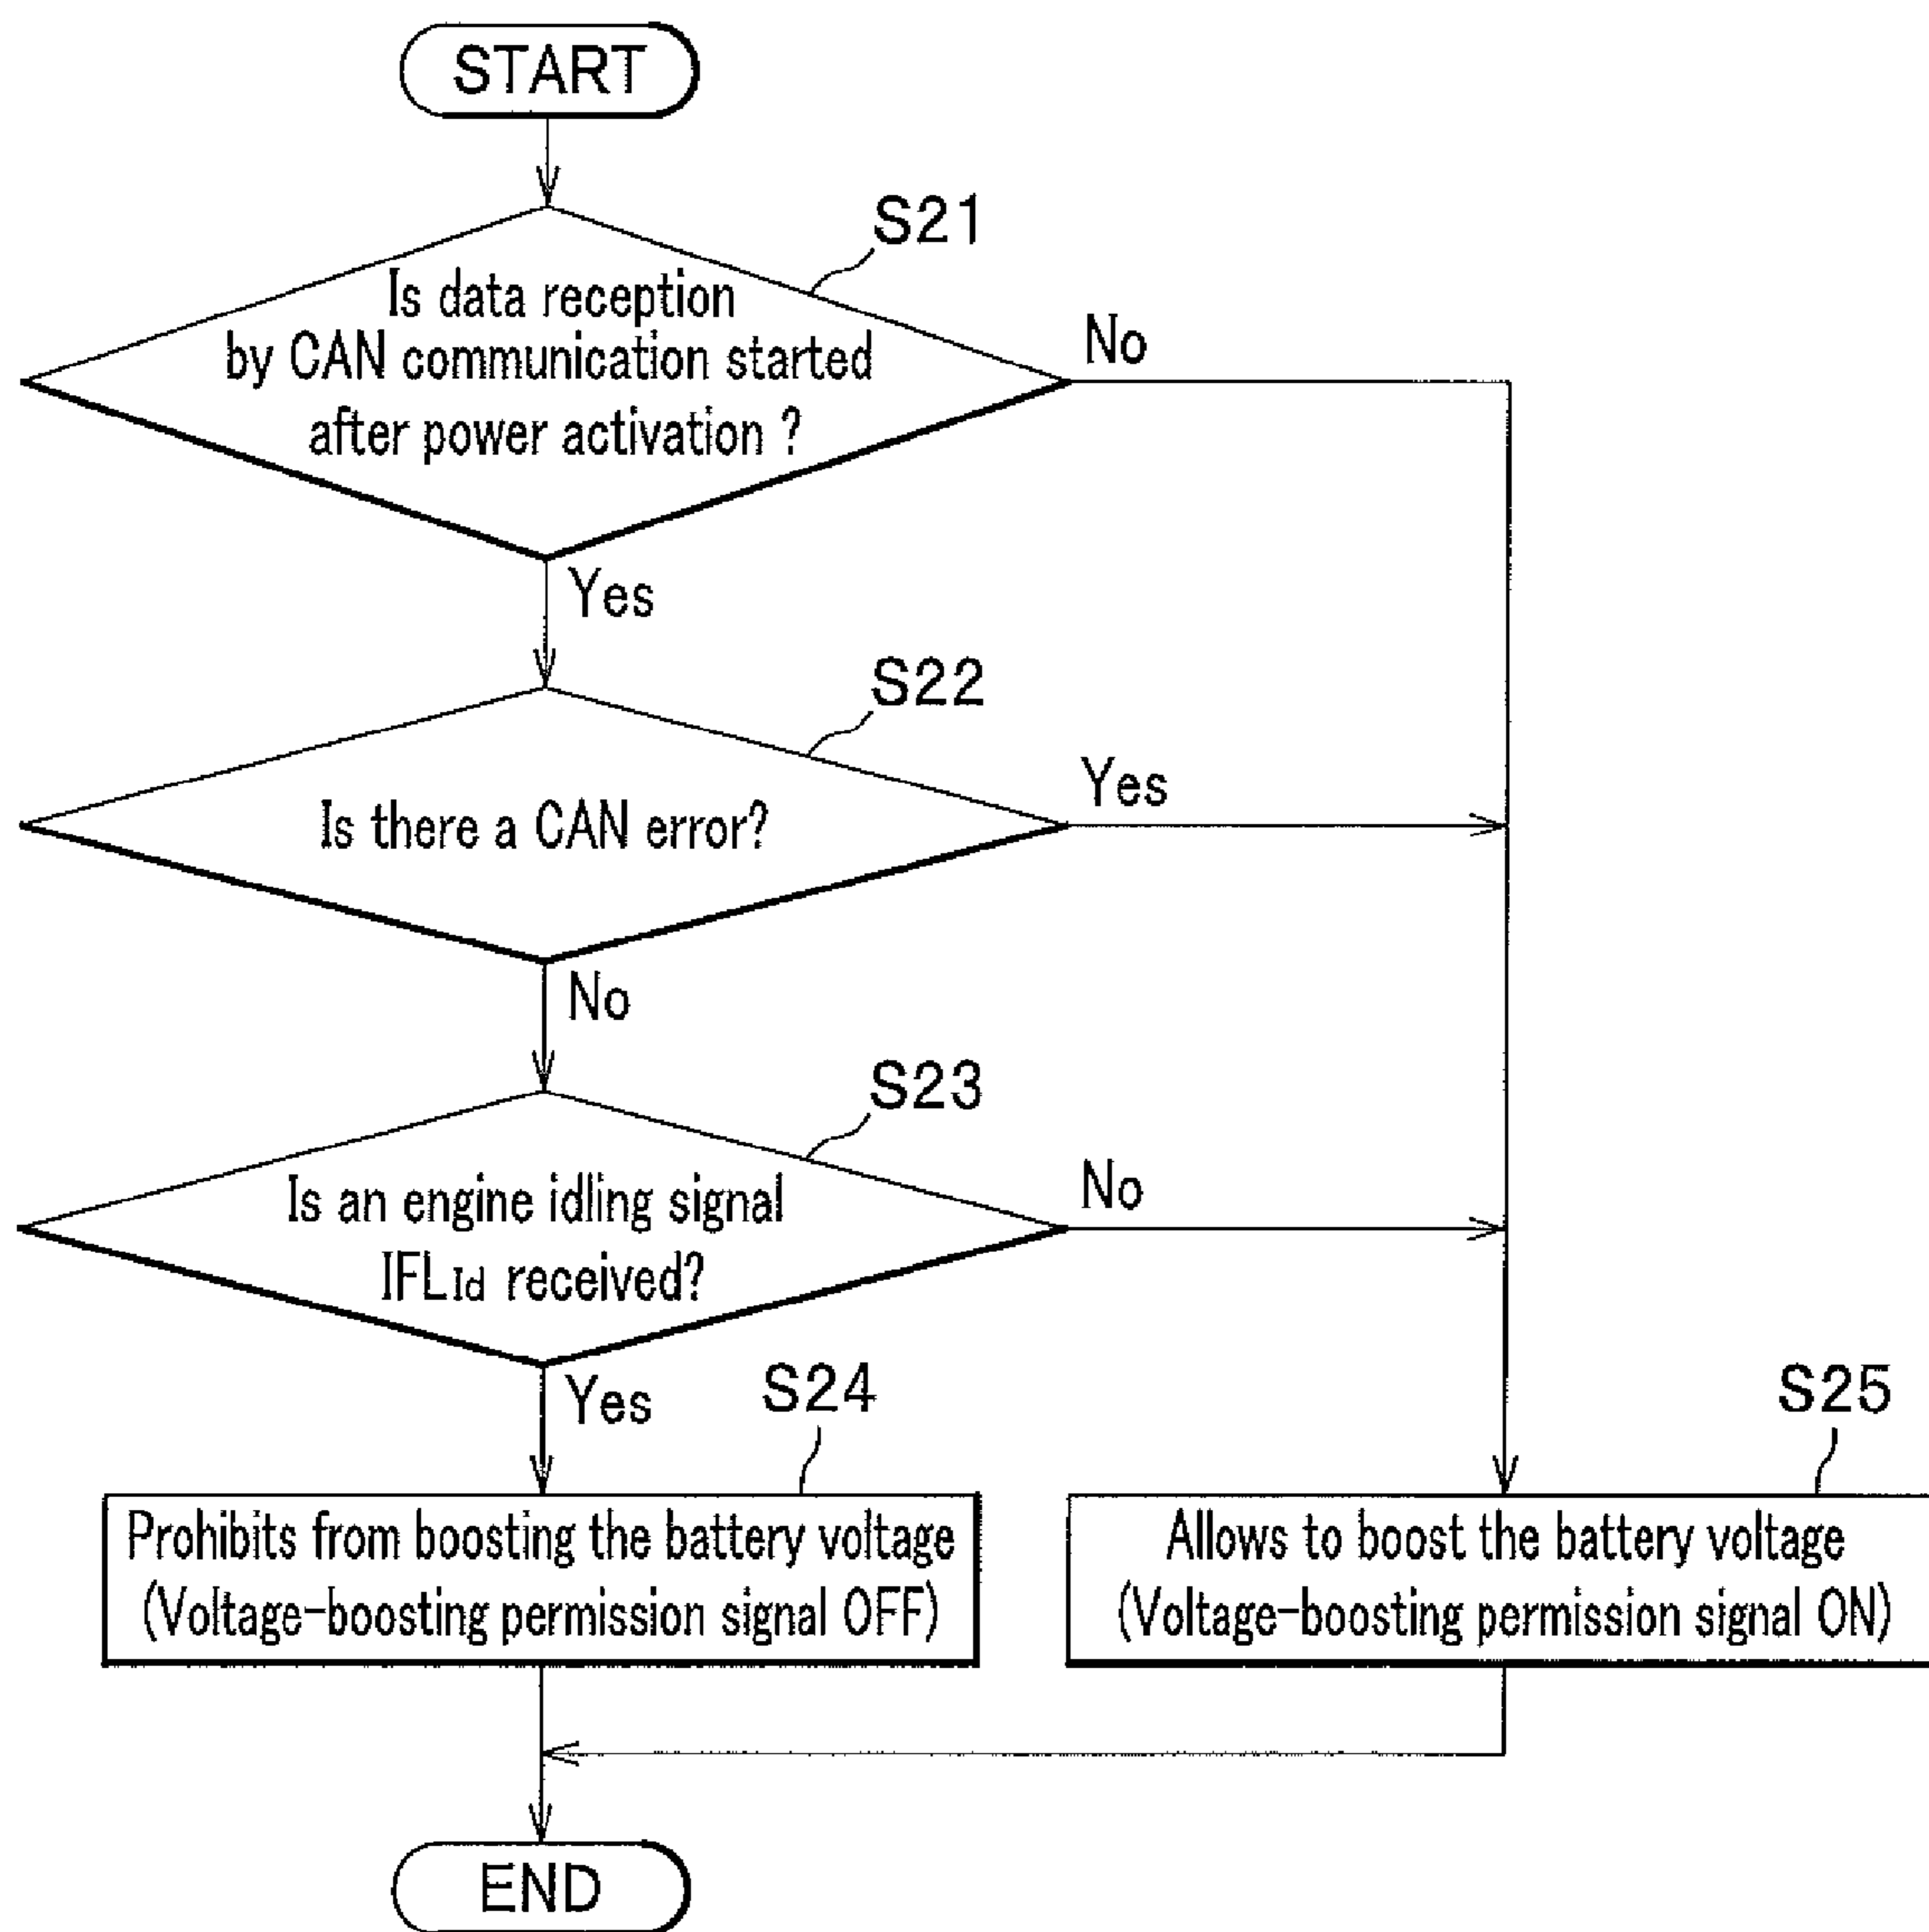 START
S21
Is data reception
by CAN communication started
after power activation ?
No
Yes
S22
Is there a CAN error?
Yes
No
S23
Is an engine idling signal
IFLId received?
No
Yes
S24
S25
Prohibits from boosting the battery voltage
(Voltage-boosting permission signal OFF)
Allows to boost the battery voltage
(Voltage-boosting permission signal ON)
END